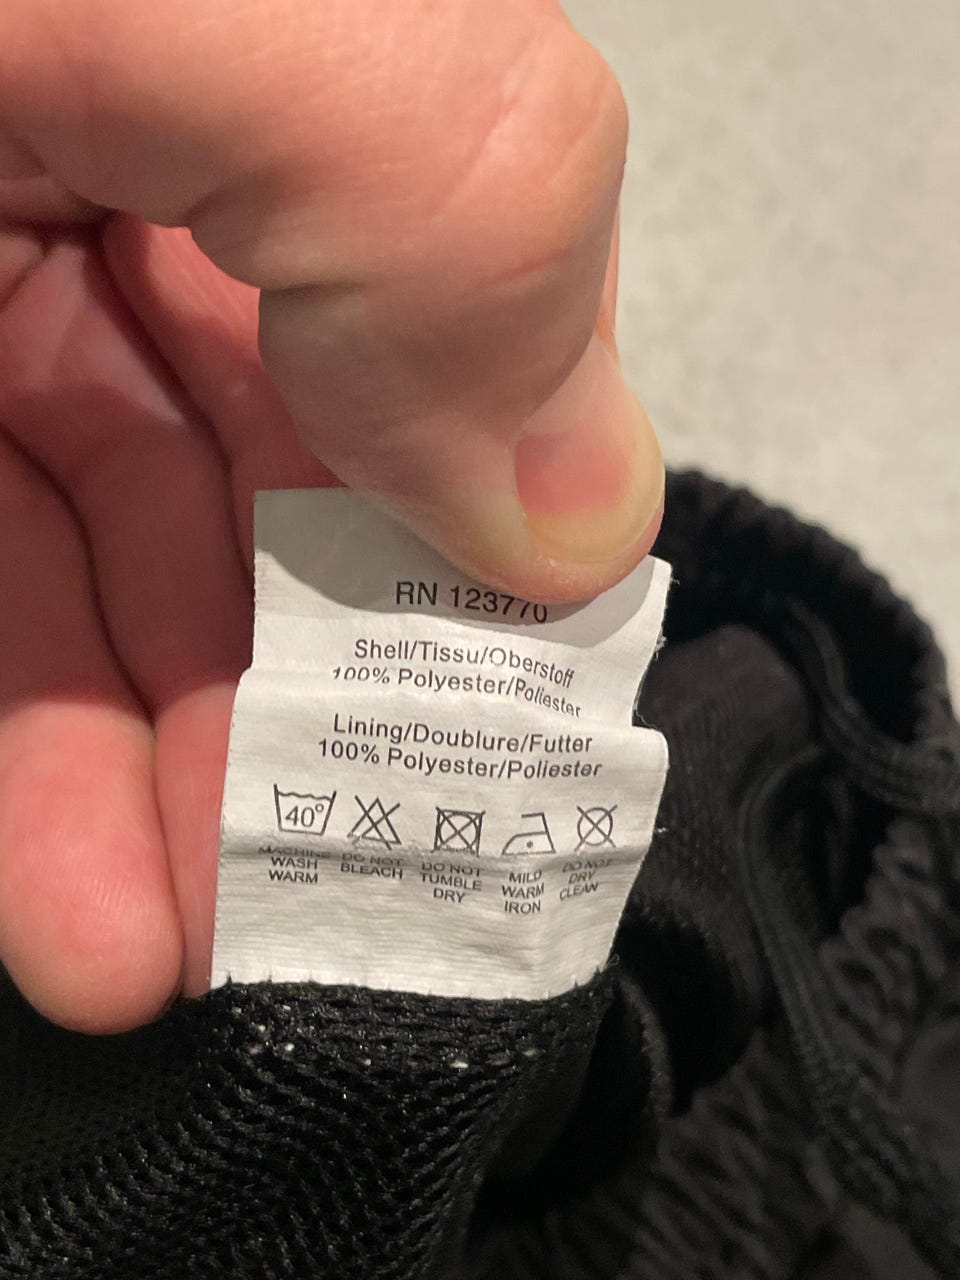 RN 123770
Shell/Tissu/Oberstoff
100% Polyester/Poliester
Lining/Doublure/Futter
100% Polyester/Poliester
40°
MACHINE WASH WARM
DO NOT BLEACH
DO NOT TUMBLE DRY
MILD WARM IRON
DO NOT DRY CLEAN